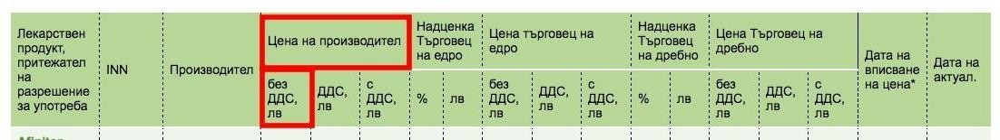 Лекарствен
продукт,
притежател
на
разрешение
за употреба
INN
Производител
Цена на производител
без
ДДС,
лв
ДДС,
лв
с
ДДС,
лв
Надценка
Търговец
на едро
%
лв
Цена търговец на
едро
без
ДДС,
лв
ДДС,
лв
с
ДДС,
лв
Надценка
Търговец
на дребно
%
лв
Цена Търговец на
дребно
без
ДДС,
лв
ДДС,
лв
с
ДДС,
лв
Дата на
вписване
на цена*
Дата на
актуал.